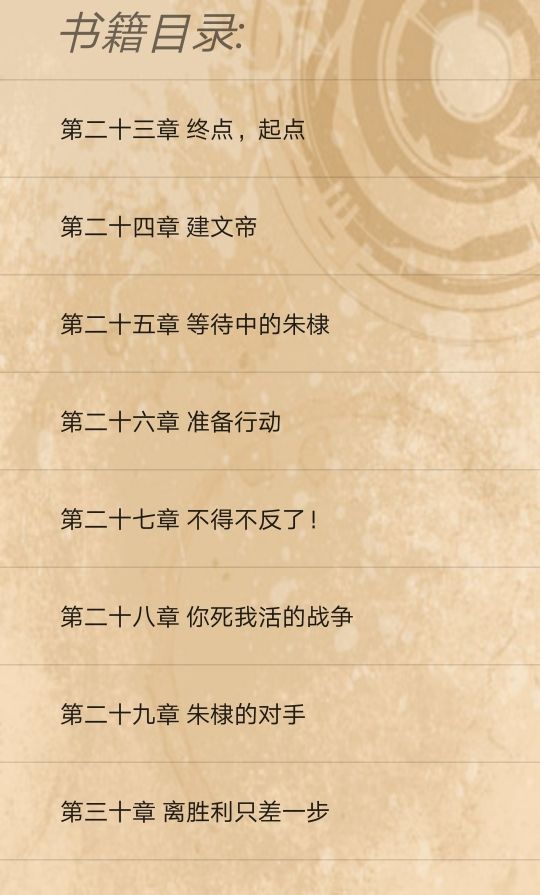 书籍目录:
第二十三章 终点，起点
第二十四章 建文帝
第二十五章 等待中的朱棣
第二十六章 准备行动
第二十七章 不得不反了！
第二十八章 你死我活的战争
第二十九章 朱棣的对手
第三十章 离胜利只差一步